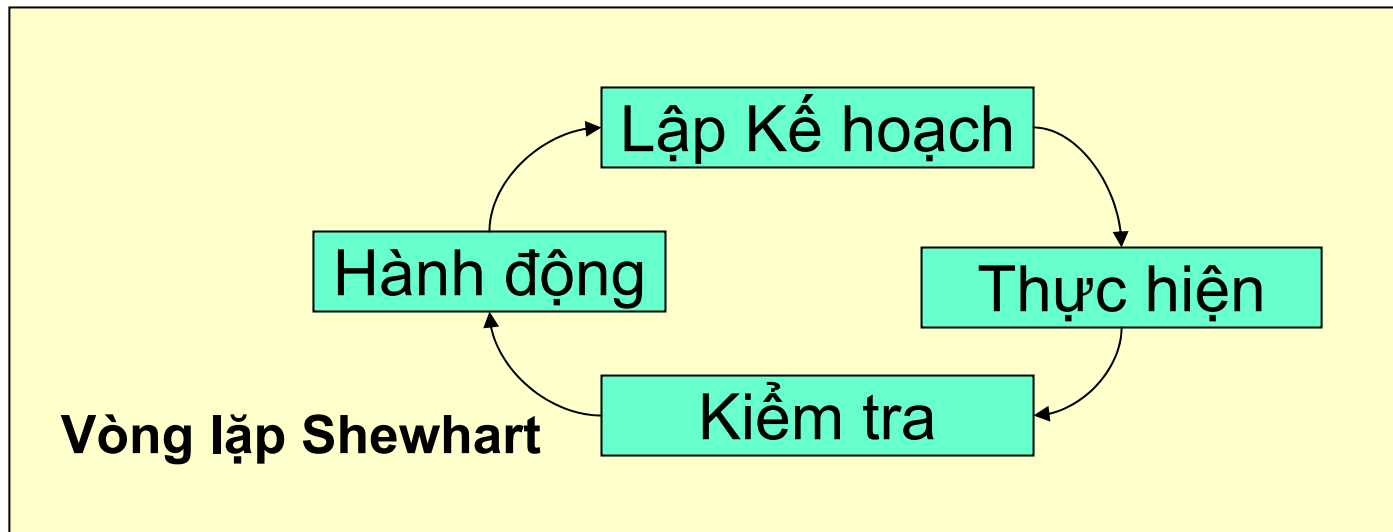 Lập Kế hoạch
Hành động
Thực hiện
Kiểm tra
Vòng lặp Shewhart